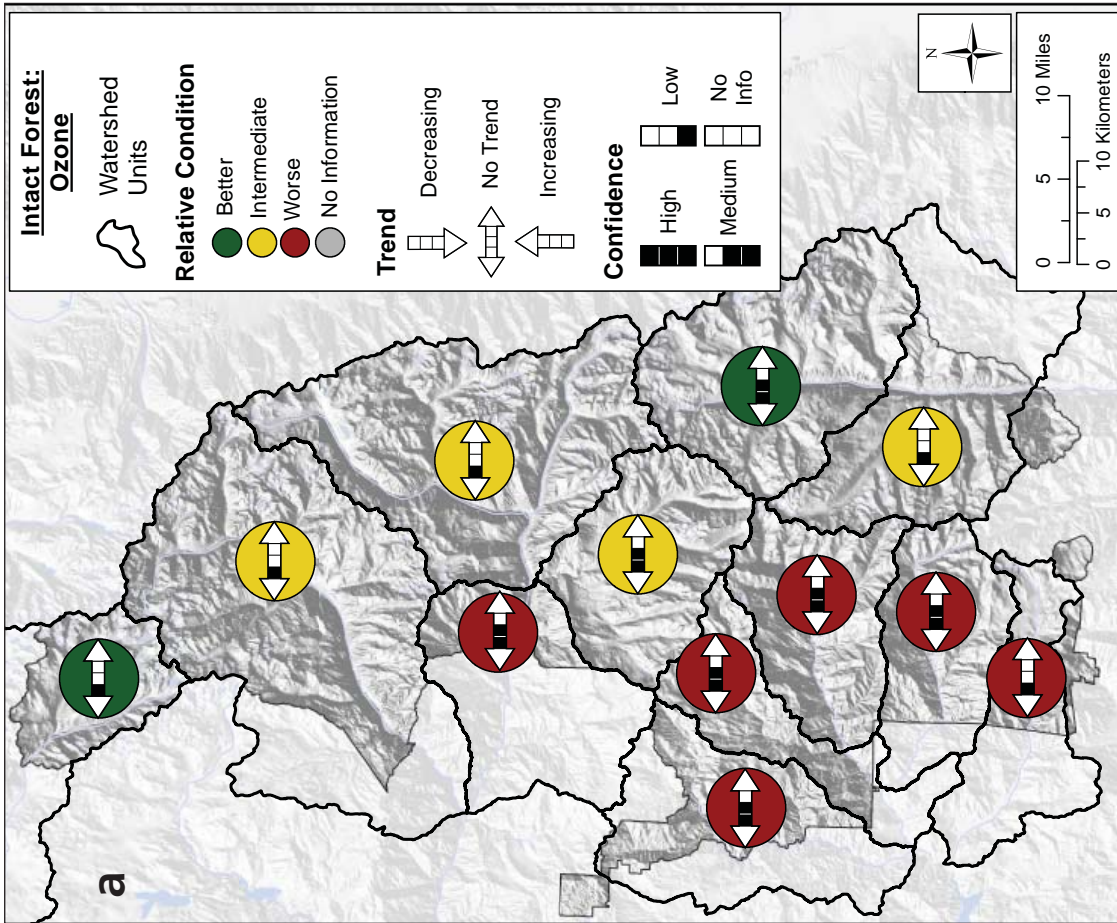 Intact Forest:
Ozone
Watershed
Units
Relative Condition
Better
Intermediate
Worse
No Information
Trend
Decreasing
No Trend
Increasing
Confidence
High
Low
Medium
No
Info
N
0 5 10 Miles
0 5 10 Kilometers
a